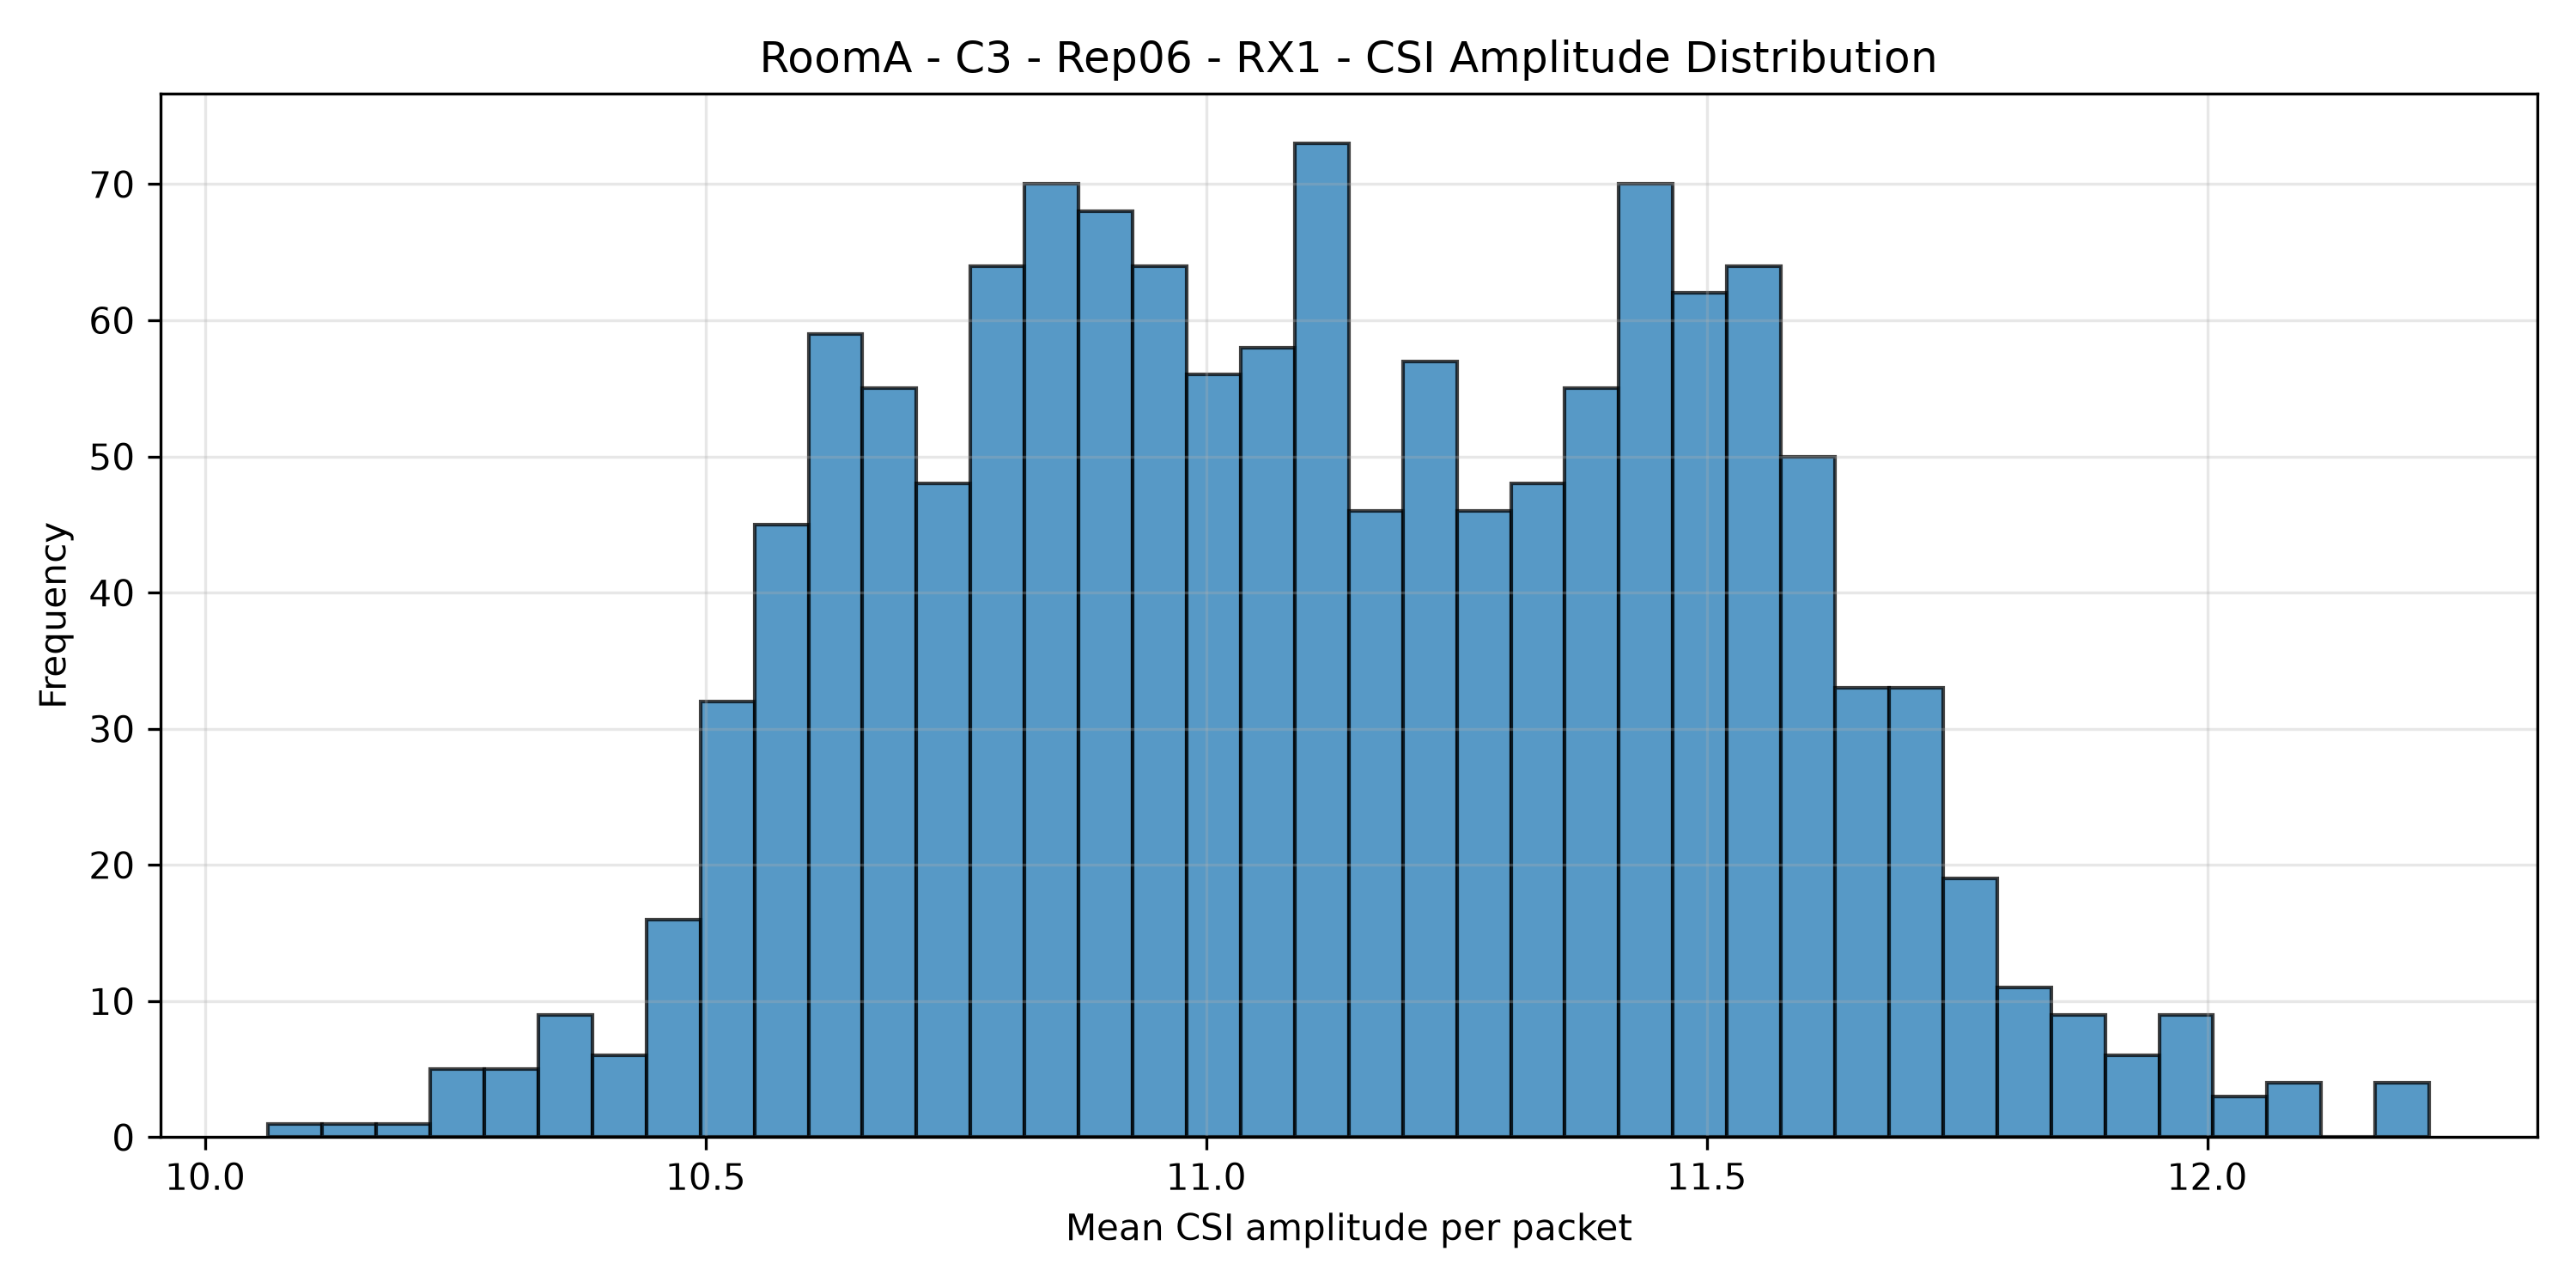 RoomA - C3 - Rep06 - RX1 - CSI Amplitude Distribution
70
60
50
40
30
20
10
0
Frequency
10.0 10.5 11.0 11.5 12.0
Mean CSI amplitude per packet